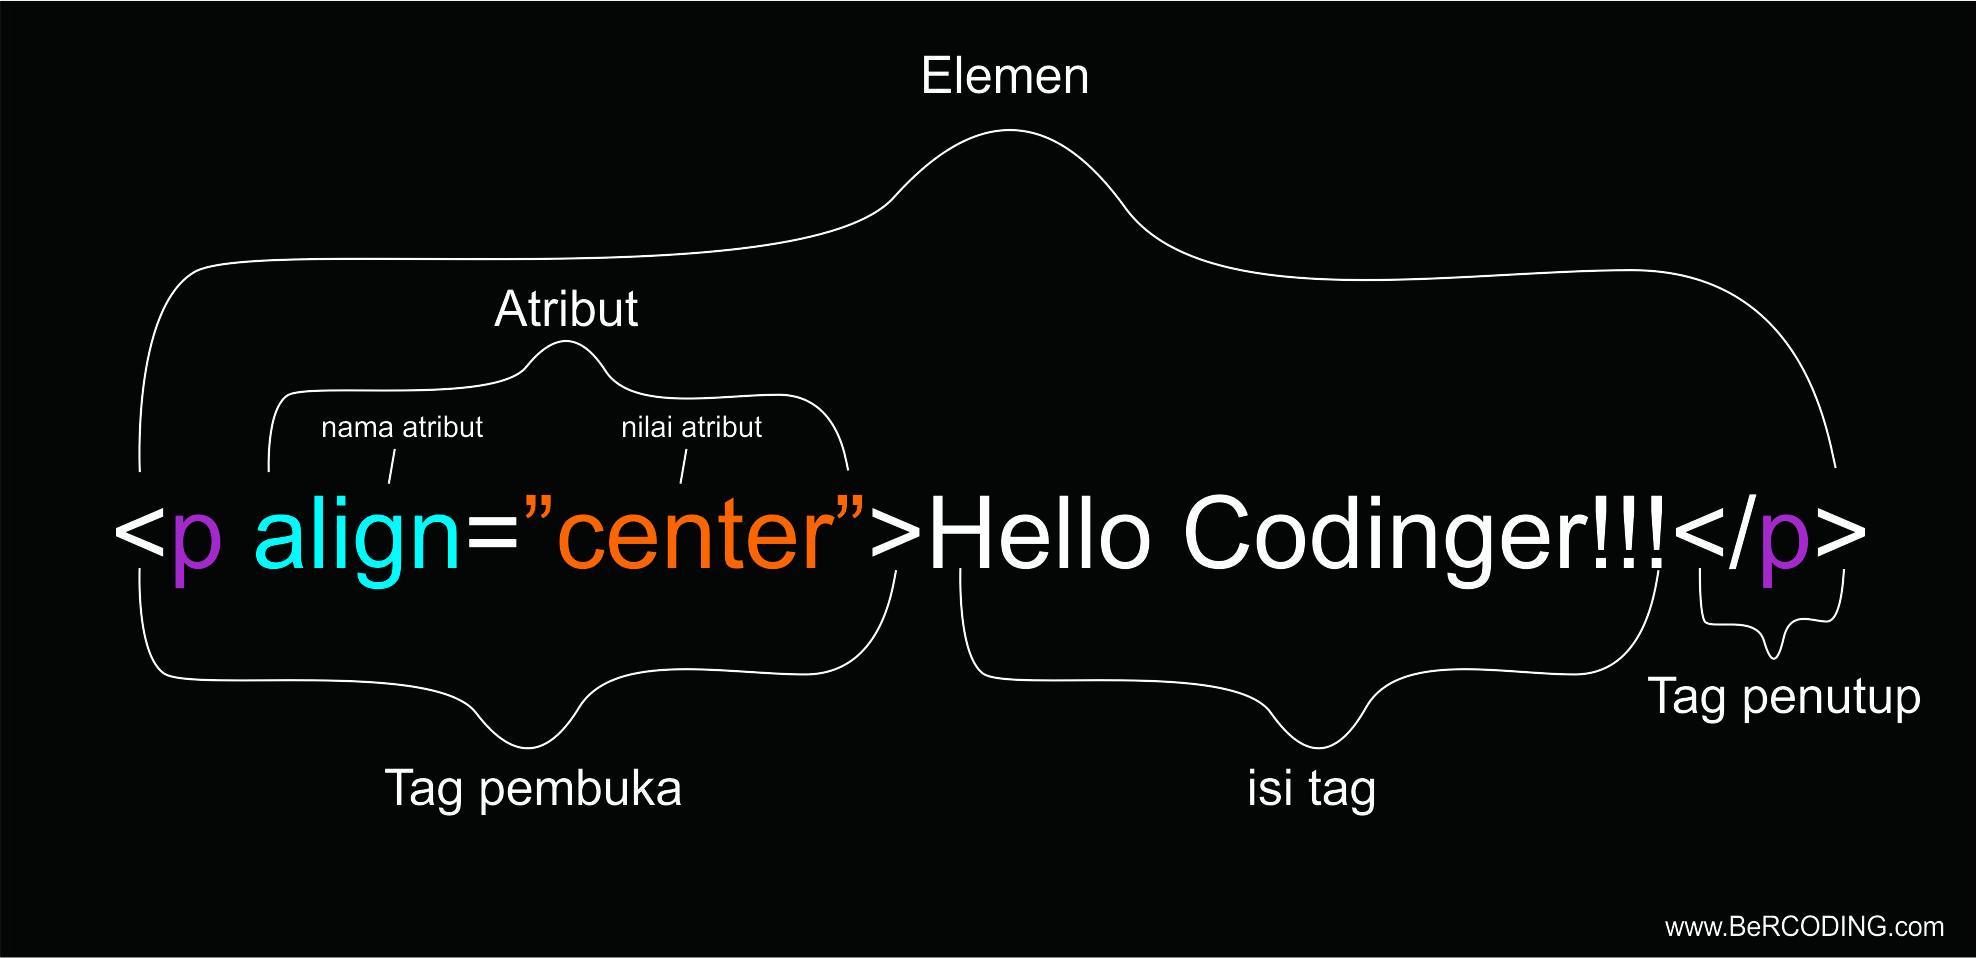 Elemen
Atribut
nama atribut
nilai atribut
<p align=”center”>Hello Codinger!!!</p>
Tag penutup
Tag pembuka
isi tag
www.BeRCODING.com